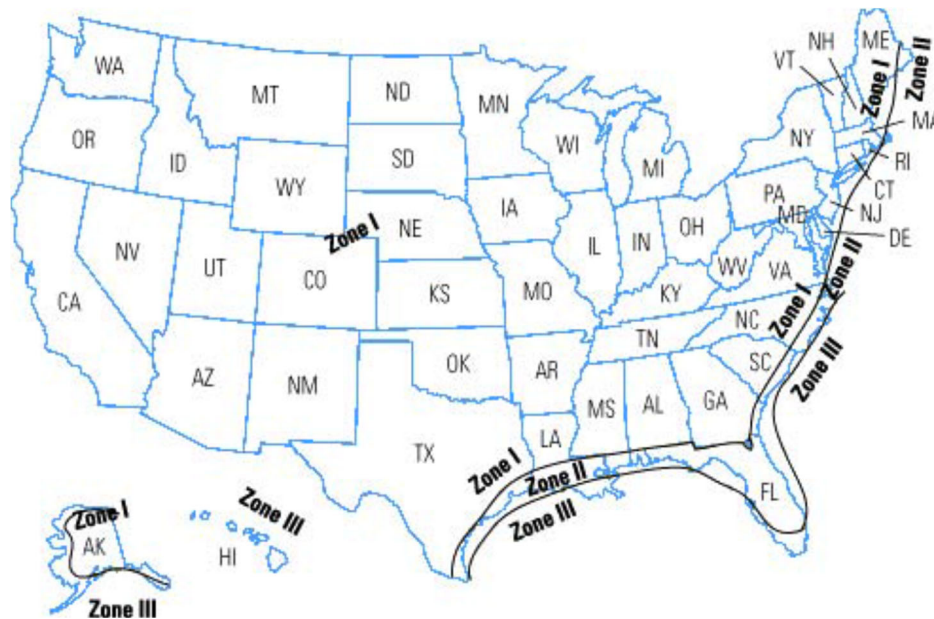 NH
ME
VT
Zone I
Zone II
WA
MT
ND
MN
MA
OR
ID
SD
WI
MI
NY
RI
WY
CT
IA
PA
NJ
Zone I
NE
MD
OH
DE
NV
UT
CO
IL
IN
WV
VA
Zone II
CA
KS
MO
KY
Zone I
NC
Zone III
TN
OK
AZ
NM
AR
SC
MS
AL
GA
TX
LA
Zone I
Zone II
FL
Zone III
Zone III
Zone I
AK
HI
Zone III